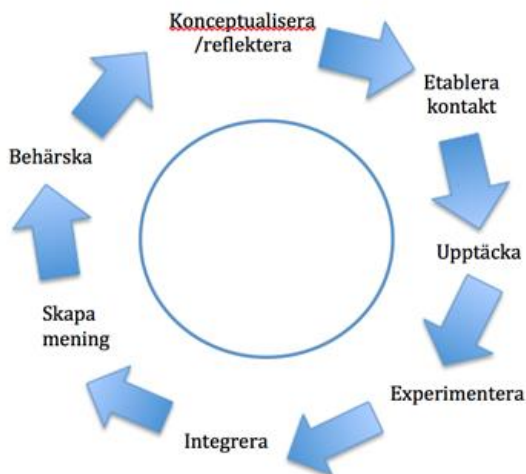 Konceptualisera
/reflektera
Etablera
kontakt
Upptäcka
Experimentera
Integrera
Skapa
mening
Behärska